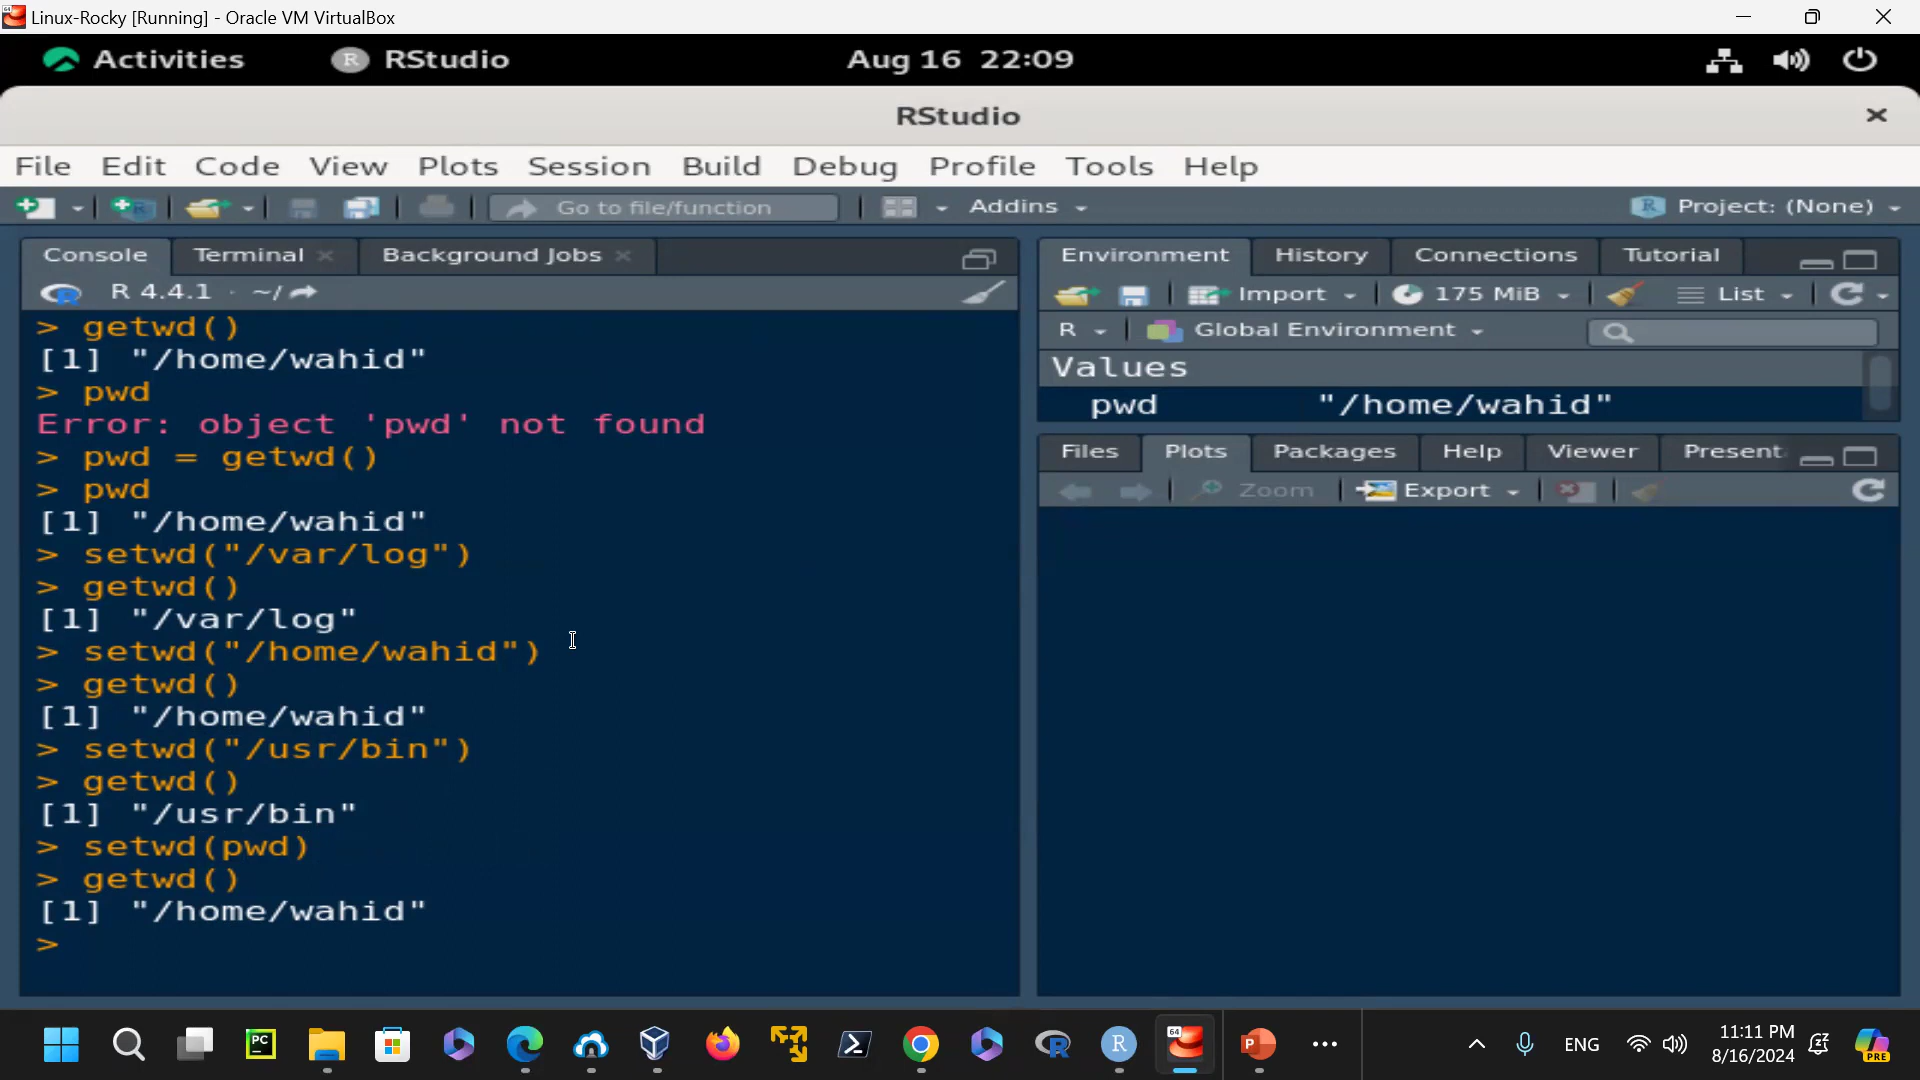 Linux-Rocky [Running] - Oracle VM VirtualBox
Activities RStudio Aug 16 22:09
RStudio
File Edit Code View Plots Session Build Debug Profile Tools Help
Go to file/function Addins Project: (None)
Console Terminal Background Jobs
R 4.4.1 · ~/
> getwd()
[1] "/home/wahid"
> pwd
Error: object 'pwd' not found
> pwd = getwd()
> pwd
[1] "/home/wahid"
> setwd("/var/log")
> getwd()
[1] "/var/log"
> setwd("/home/wahid")
> getwd()
[1] "/home/wahid"
> setwd("/usr/bin")
> getwd()
[1] "/usr/bin"
> setwd(pwd)
> getwd()
[1] "/home/wahid"
>
Environment History Connections Tutorial
Import 175 MiB List
R Global Environment
Values
pwd "/home/wahid"
Files Plots Packages Help Viewer Present
Zoom Export
PC
64
PRE
ENG
11:11 PM
8/16/2024